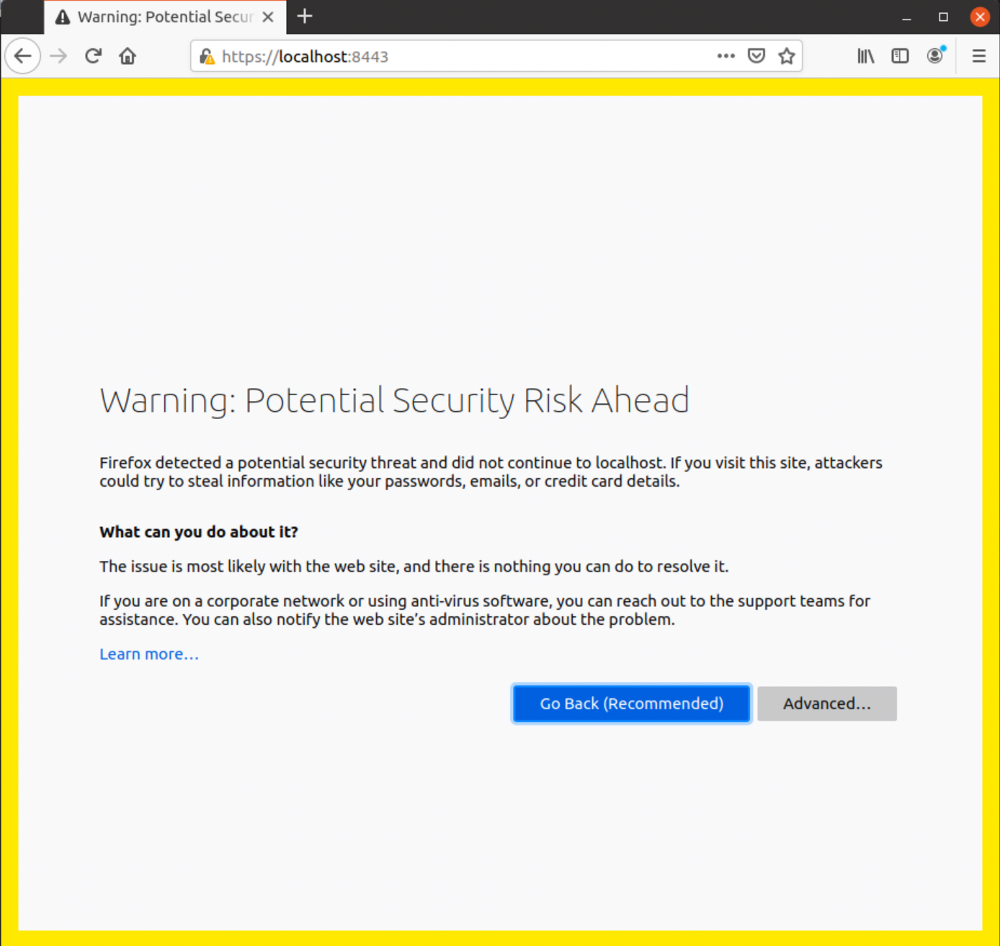 Warning: Potential Secur
https://localhost:8443
Warning: Potential Security Risk Ahead
Firefox detected a potential security threat and did not continue to localhost. If you visit this site, attackers
could try to steal information like your passwords, emails, or credit card details.
What can you do about it?
The issue is most likely with the web site, and there is nothing you can do to resolve it.
If you are on a corporate network or using anti-virus software, you can reach out to the support teams for
assistance. You can also notify the web site’s administrator about the problem.
Learn more…
Go Back (Recommended)
Advanced…